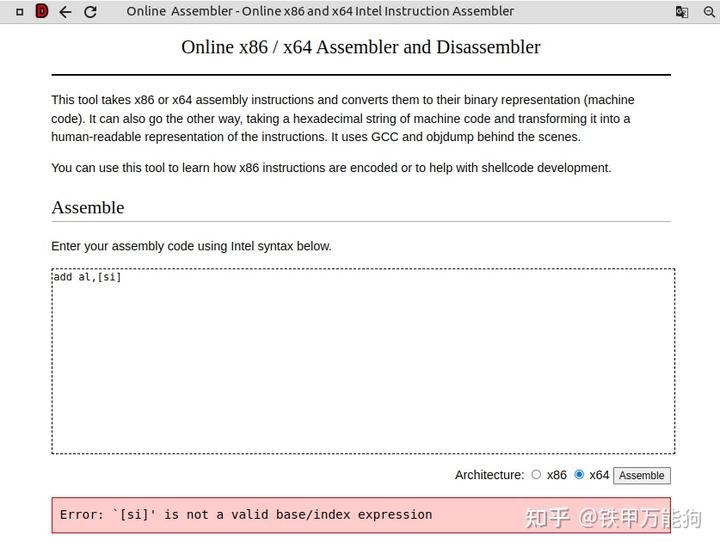 Online Assembler - Online x86 and x64 Intel Instruction Assembler
Online x86 / x64 Assembler and Disassembler
This tool takes x86 or x64 assembly instructions and converts them to their binary representation (machine
code). It can also go the other way, taking a hexadecimal string of machine code and transforming it into a
human-readable representation of the instructions. It uses GCC and objdump behind the scenes.
You can use this tool to learn how x86 instructions are encoded or to help with shellcode development.
Assemble
Enter your assembly code using Intel syntax below.
add al,[si]
Architecture: x86 x64 Assemble
Error: `[si]' is not a valid base/index expression
知乎 @铁甲万能狗